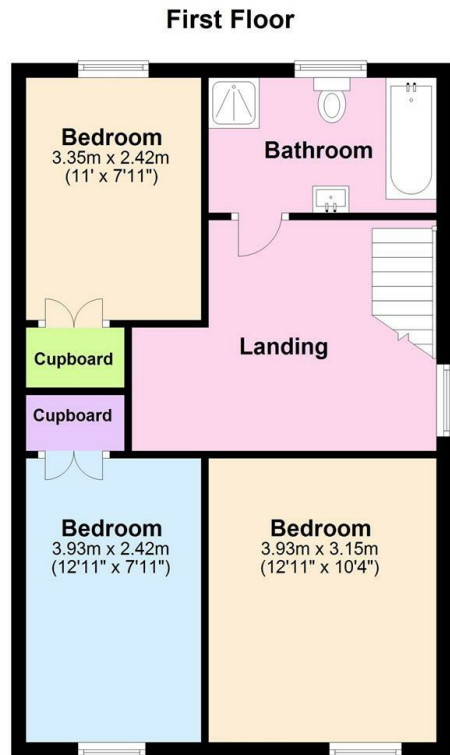 First Floor
Bedroom
3.35m x 2.42m
(11' x 7'11")
Bathroom
Landing
Cupboard
Cupboard
Bedroom
3.93m x 2.42m
(12'11" x 7'11")
Bedroom
3.93m x 3.15m
(12'11" x 10'4")